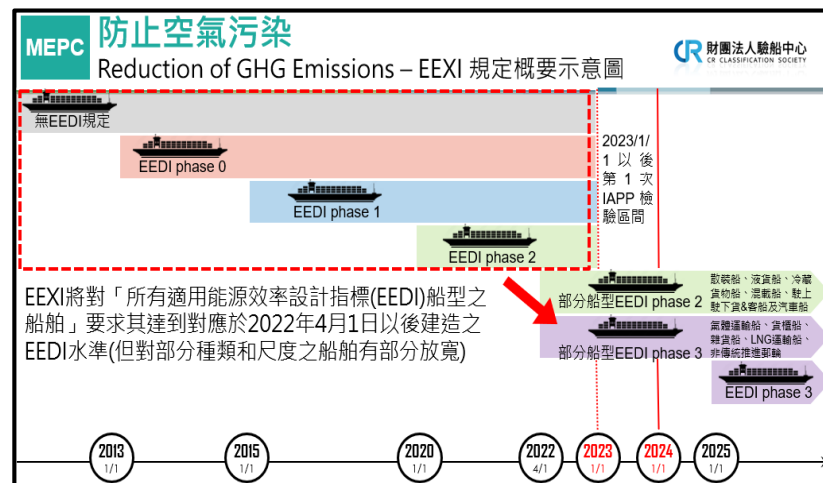 MEPC
防止空氣污染
Reduction of GHG Emissions – EEXI 規定概要示意圖
CR 財團法人驗船中心
CR CLASSIFICATION SOCIETY
無EEDI規定
EEDI phase 0
EEDI phase 1
EEDI phase 2
2023/1/
1 以後
第 1 次
IAPP 檢
驗區間
EEXI將對「所有適用能源效率設計指標(EEDI)船型之
船舶」要求其達到對應於2022年4月1日以後建造之
EEDI水準(但對部分種類和尺度之船舶有部分放寬)
部分船型EEDI phase 2
散裝船、液貨船、冷藏
貨物船、混載船、駛上
駛下貨&客船及汽車船
部分船型EEDI phase 3
氣體運輸船、貨櫃船、
雜貨船、LNG運輸船、
非傳統推進郵輪
EEDI phase 3
2013
1/1
2015
1/1
2020
1/1
2022
4/1
2023
1/1
2024
1/1
2025
1/1